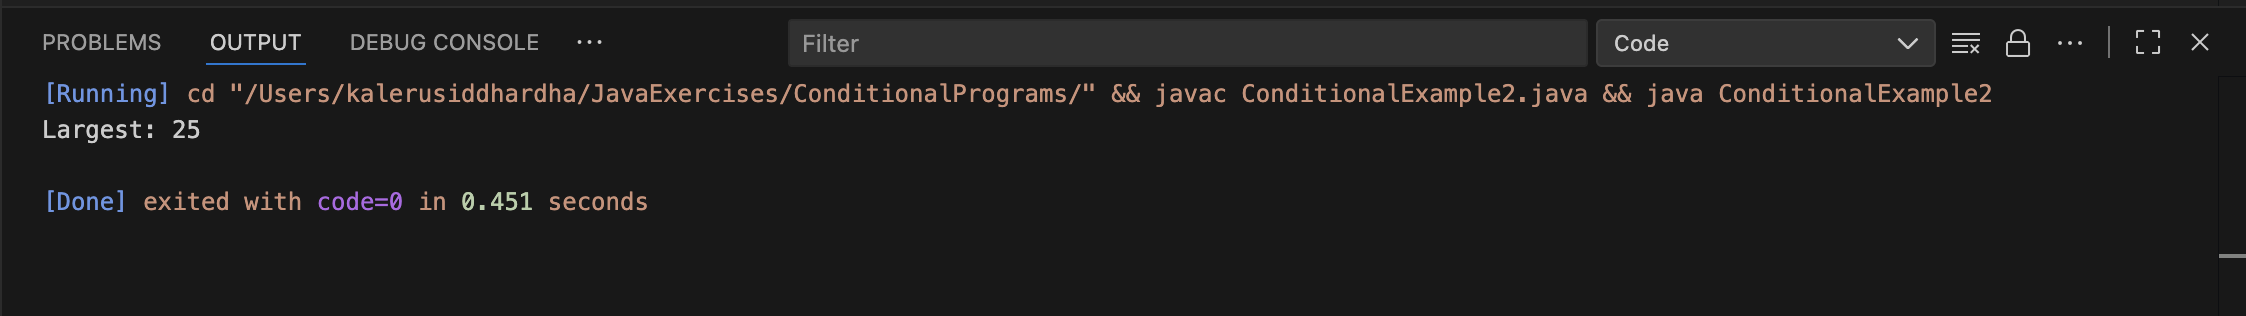 PROBLEMS OUTPUT DEBUG CONSOLE ··· Filter Code ···
[Running] cd "/Users/kalerusiddhardha/JavaExercises/ConditionalPrograms/" && javac ConditionalExample2.java && java ConditionalExample2
Largest: 25
[Done] exited with code=0 in 0.451 seconds